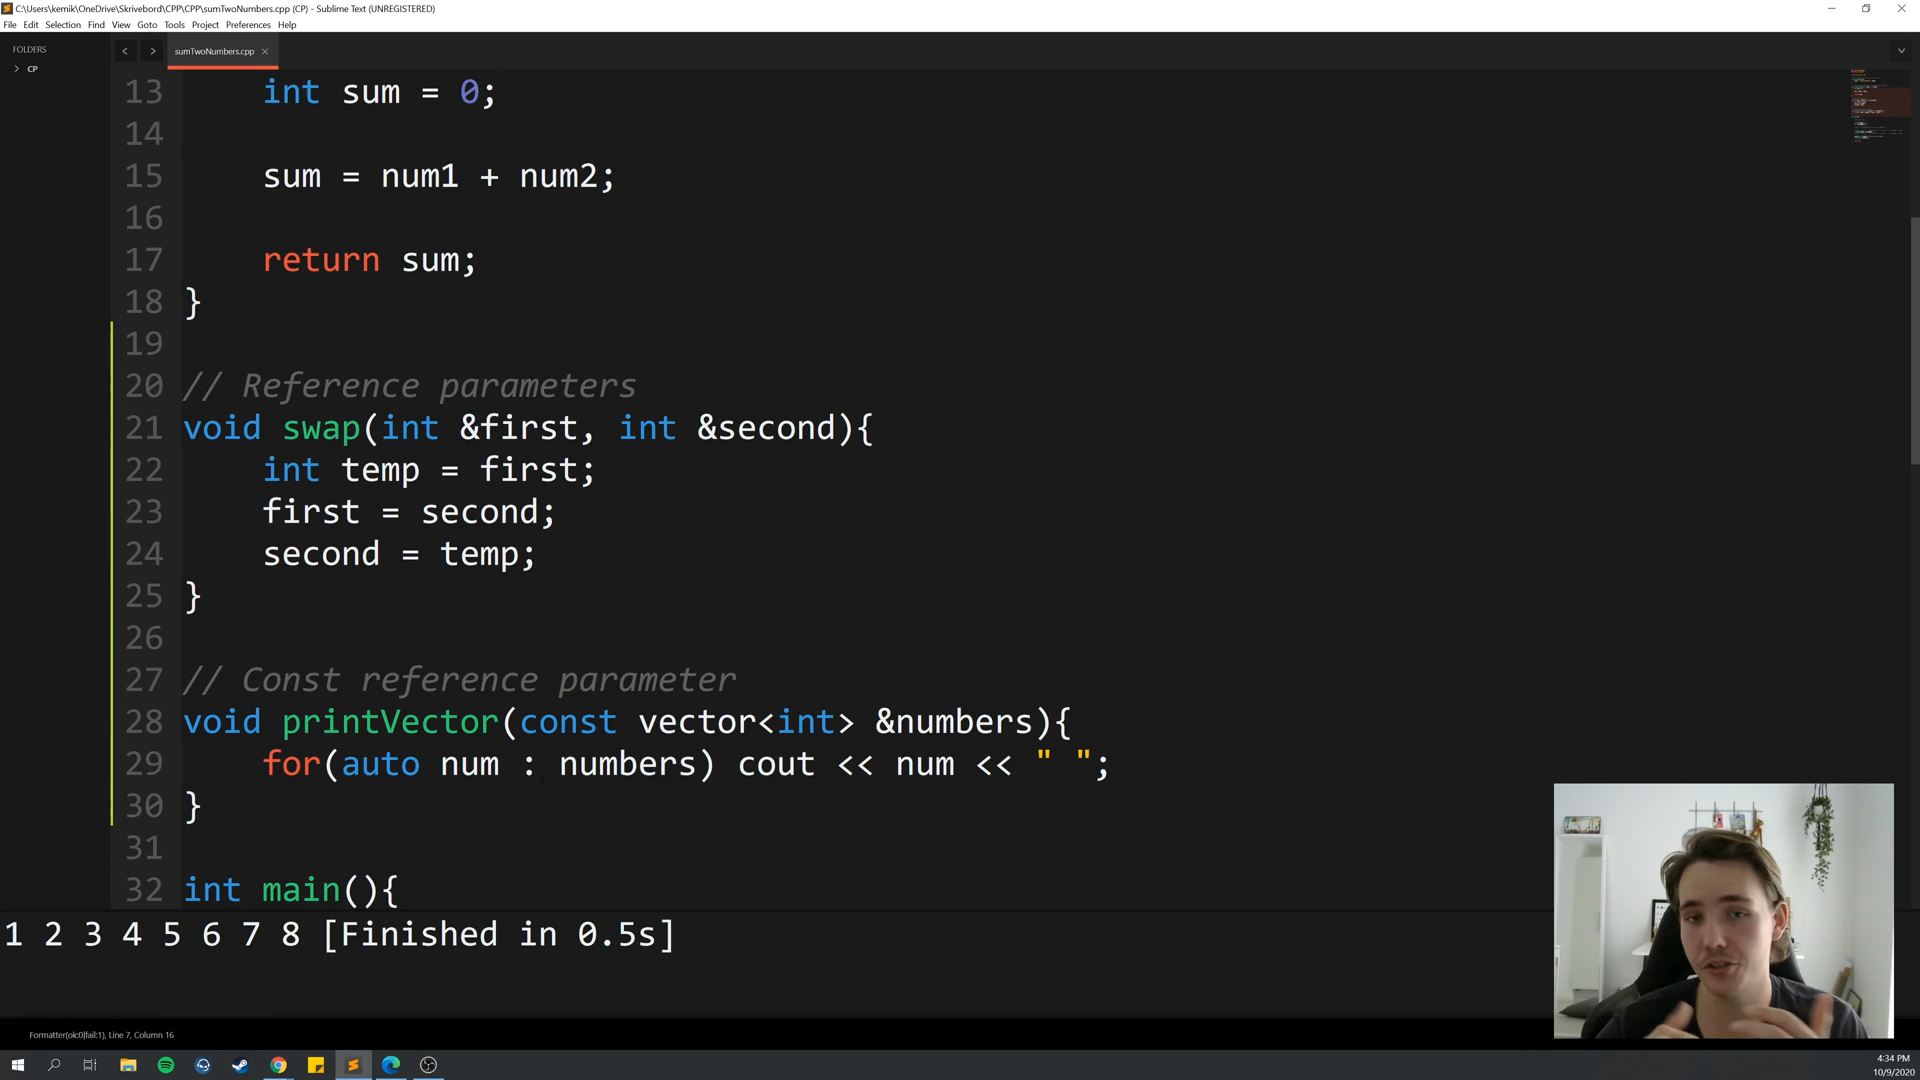 C:\Users\kemik\OneDrive\Skrivebord\CPP\CPP\sumTwoNumbers.cpp (CP) - Sublime Text (UNREGISTERED)
File Edit Selection Find View Goto Tools Project Preferences Help
FOLDERS
CP
sumTwoNumbers.cpp
13 int sum = 0;
14
15 sum = num1 + num2;
16
17 return sum;
18 }
19
20 // Reference parameters
21 void swap(int &first, int &second){
22 int temp = first;
23 first = second;
24 second = temp;
25 }
26
27 // Const reference parameter
28 void printVector(const vector<int> &numbers){
29 for(auto num : numbers) cout << num << " ";
30 }
31
32 int main(){
1 2 3 4 5 6 7 8 [Finished in 0.5s]
Formatter(ok:0|fail:1), Line 7, Column 16
4:34 PM
10/9/2020